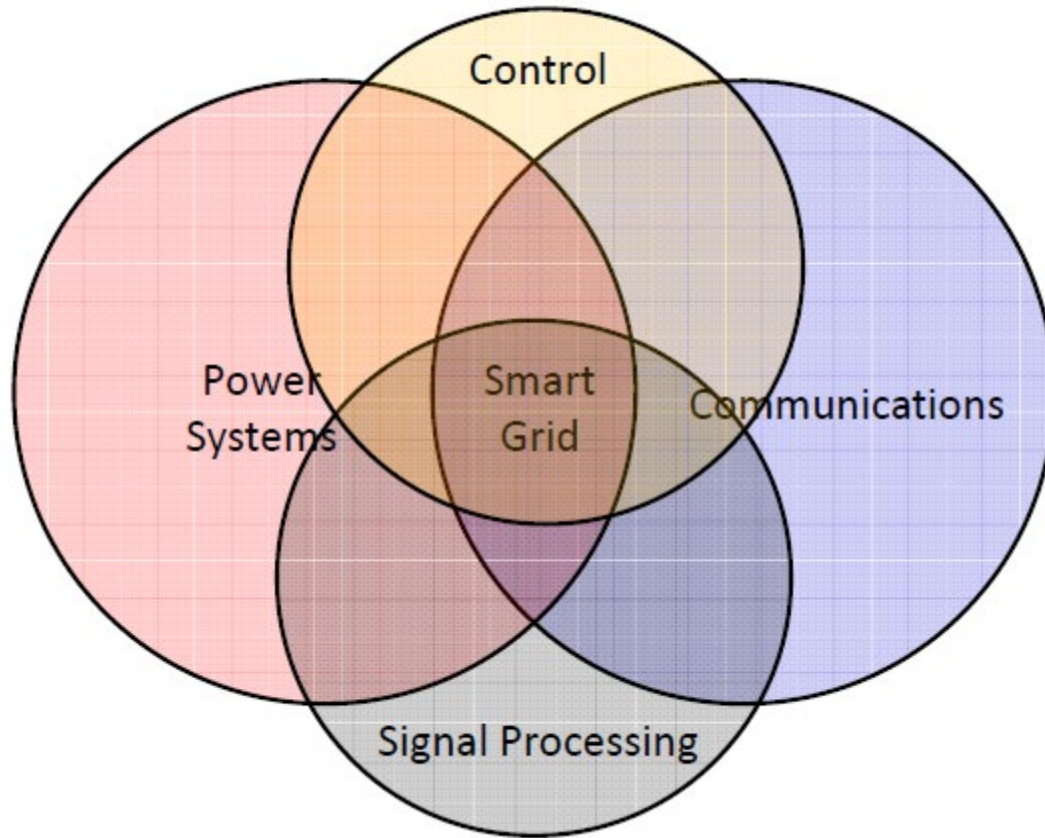 Control
Power
Systems
Smart
Grid
Communications
Signal Processing